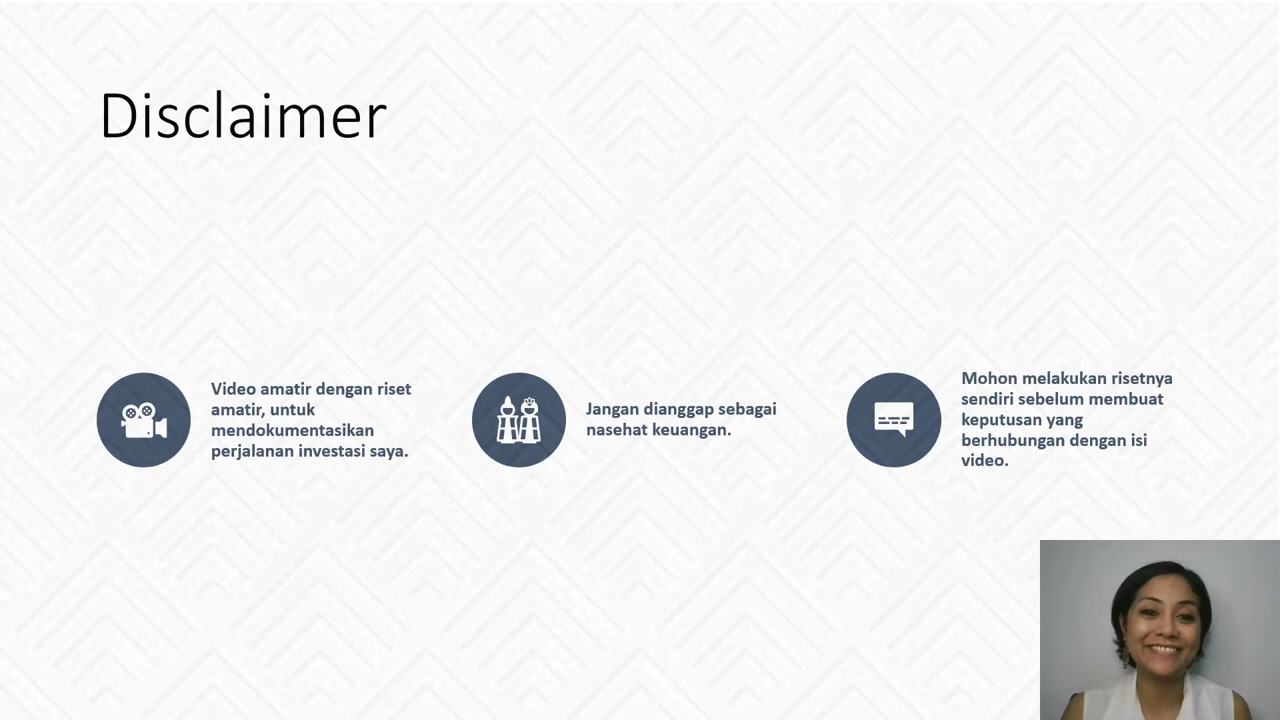 Disclaimer
Video amatir dengan riset
amatir, untuk
mendokumentasikan
perjalanan investasi saya.
Jangan dianggap sebagai
nasehat keuangan.
Mohon melakukan risetnya
sendiri sebelum membuat
keputusan yang
berhubungan dengan isi
video.